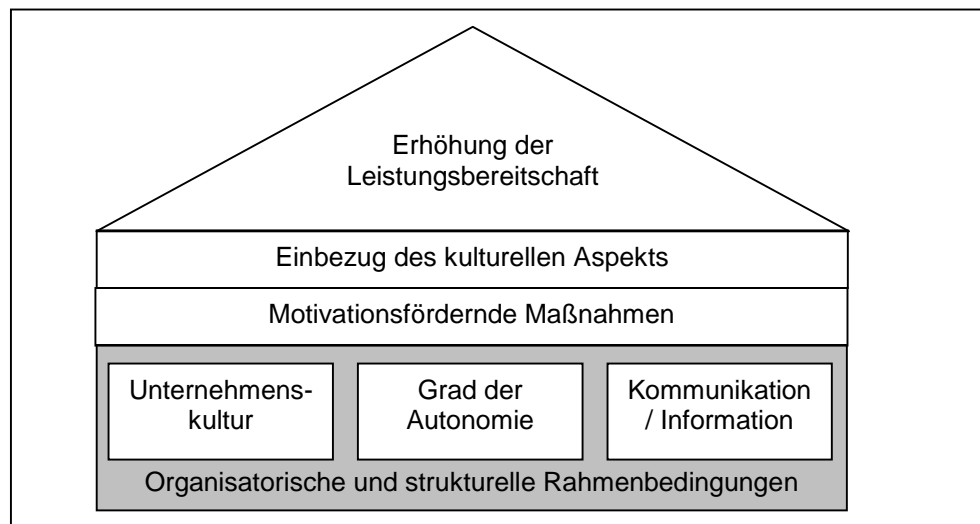 Erhöhung der
Leistungsbereitschaft
Einbezug des kulturellen Aspekts
Motivationsfördernde Maßnahmen
Unternehmens-
kultur
Grad der
Autonomie
Kommunikation
/ Information
Organisatorische und strukturelle Rahmenbedingungen